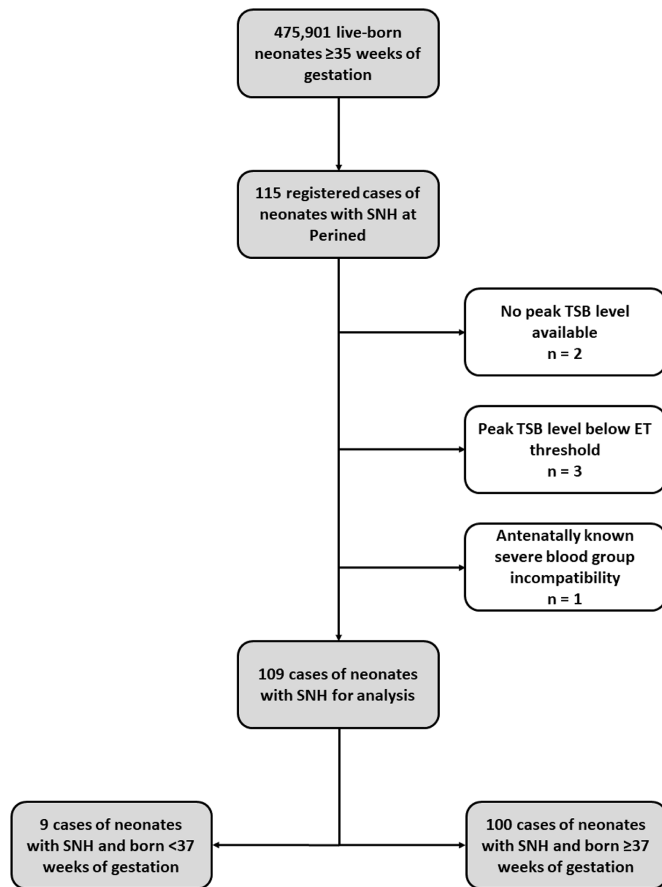 475,901 live-born
neonates ≥35 weeks of
gestation
115 registered cases of
neonates with SNH at
Perined
No peak TSB level
available
n = 2
Peak TSB level below ET
threshold
n = 3
Antenatally known
severe blood group
incompatibility
n = 1
109 cases of neonates
with SNH for analysis
9 cases of neonates
with SNH and born <37
weeks of gestation
100 cases of neonates
with SNH and born ≥37
weeks of gestation